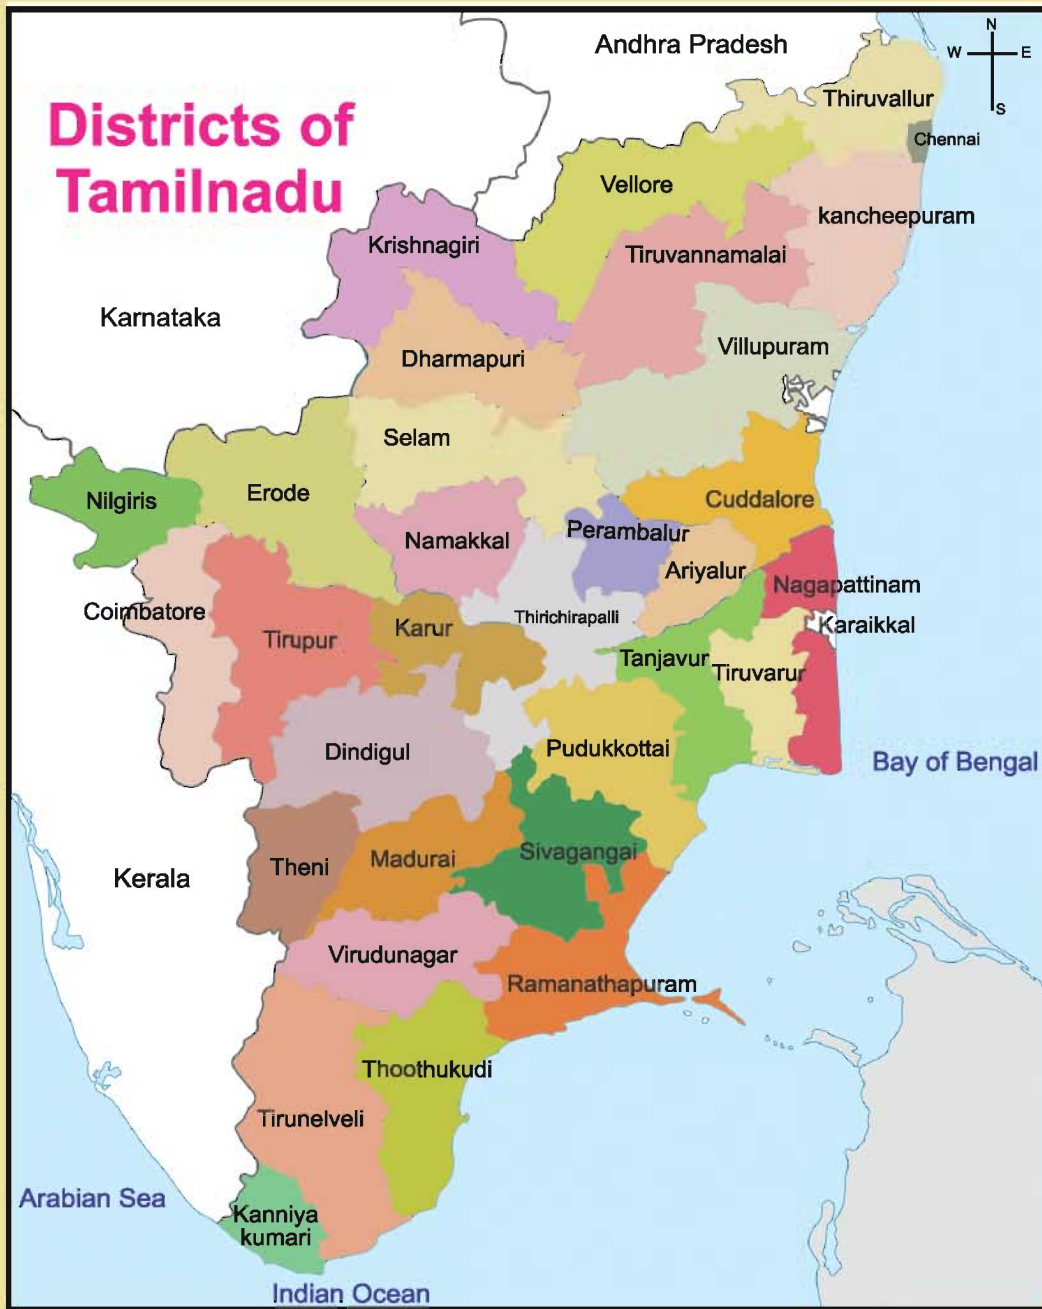 Andhra Pradesh
N
W
E
S
Districts of
Tamilnadu
Thiruvallur
Chennai
Vellore
kancheepuram
Krishnagiri
Tiruvannamalai
Karnataka
Villupuram
Dharmapuri
Selam
Nilgiris
Erode
Cuddalore
Namakkal
Perambalur
Ariyalur
Nagapattinam
Coimbatore
Thirichirapalli
Karaikkal
Tirupur
Karur
Tanjavur
Tiruvarur
Dindigul
Pudukkottai
Bay of Bengal
Theni
Madurai
Sivagangai
Kerala
Virudunagar
Ramanathapuram
Thoothukudi
Tirunelveli
Arabian Sea
Kanniya
kumari
Indian Ocean